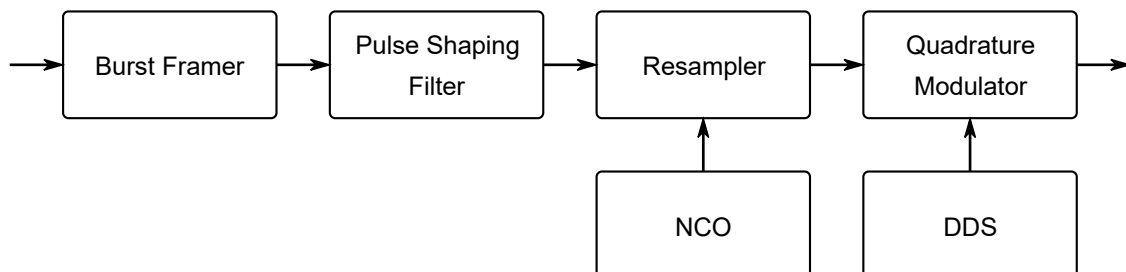 Burst Framer
Pulse Shaping
Filter
Resampler
Quadrature
Modulator
NCO
DDS